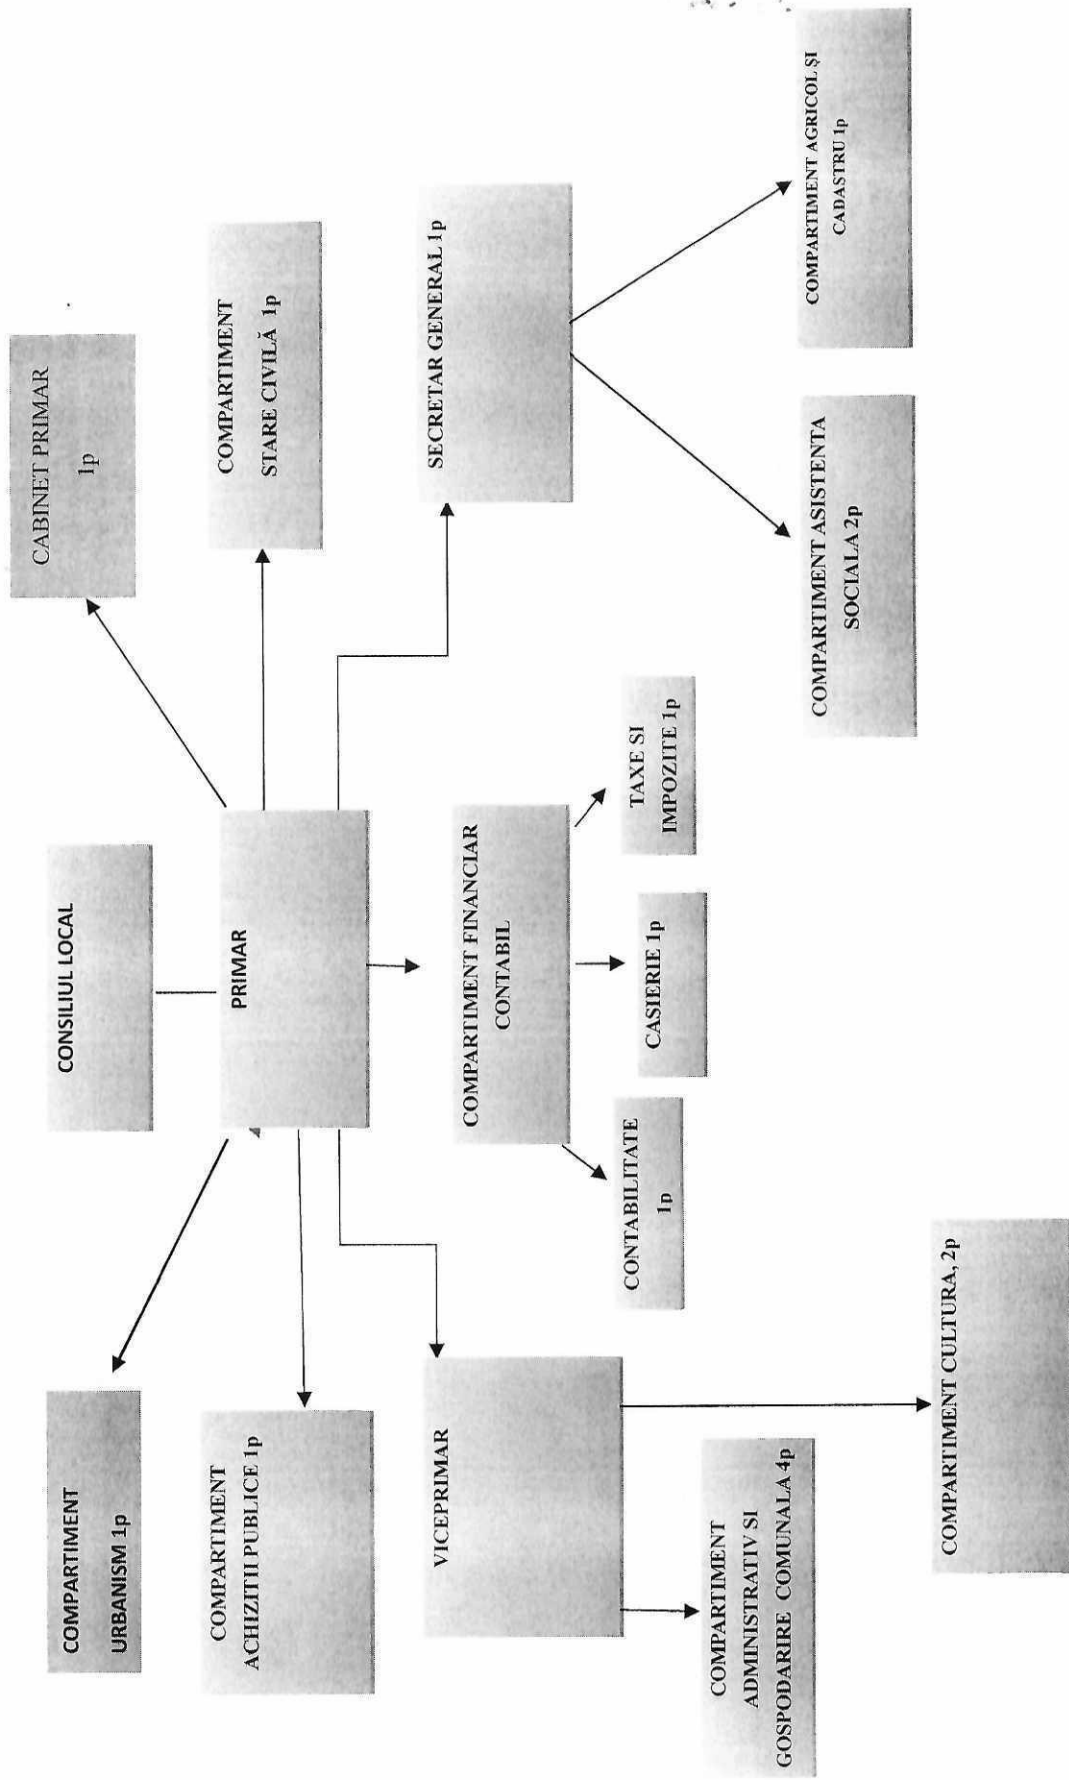 CONSILIUL LOCAL
CABINET PRIMAR
1p
COMPARTIMENT
URBANISM 1p
PRIMAR
COMPARTIMENT
STARE CIVILĂ 1p
COMPARTIMENT
ACHIZITII PUBLICE 1p
VICEPRIMAR
COMPARTIMENT FINANCIAR
CONTABIL
SECRETAR GENERAL 1p
CONTABILITATE
1p
CASIERIE 1p
TAXE SI
IMPOZITE 1p
COMPARTIMENT
ADMINISTRATIV SI
GOSPODARIRE COMUNALA 4p
COMPARTIMENT ASISTENTA
SOCIALA 2p
COMPARTIMENT AGRICOL ŞI
CADASTRU 1p
COMPARTIMENT CULTURA, 2p